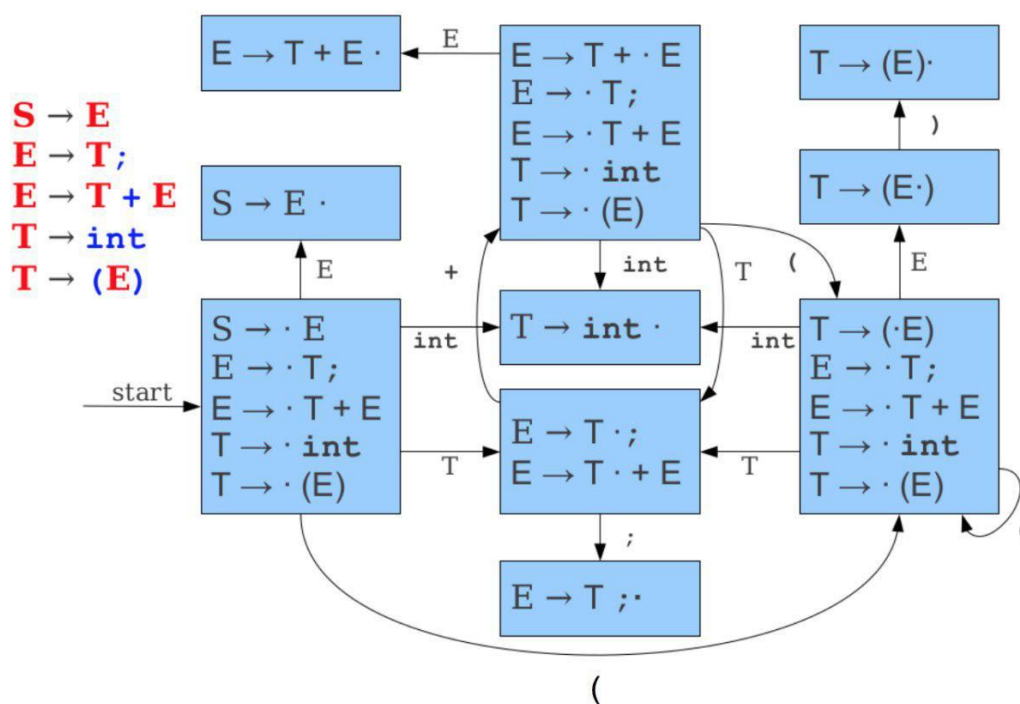 S → E
E → T ;
E → T + E
T → int
T → (E)
E → T + E ·
E
E → T + · E
E → · T ;
E → · T + E
T → · int
T → · (E)
T → (E)·
)
T → (E·)
E
S → E ·
E
+
int
T
(
S → · E
E → · T ;
E → · T + E
T → · int
T → · (E)
start
int
T → int ·
int
T → (·E)
E → · T ;
E → · T + E
T → · int
T → · (E)
T
E → T · ;
E → T · + E
T
;
E → T ;·
(